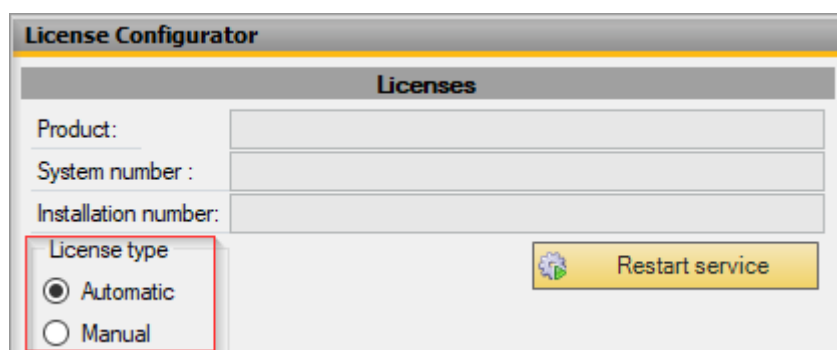 License Configurator
Licenses
Product:
System number :
Installation number:
License type
Restart service
Automatic
Manual